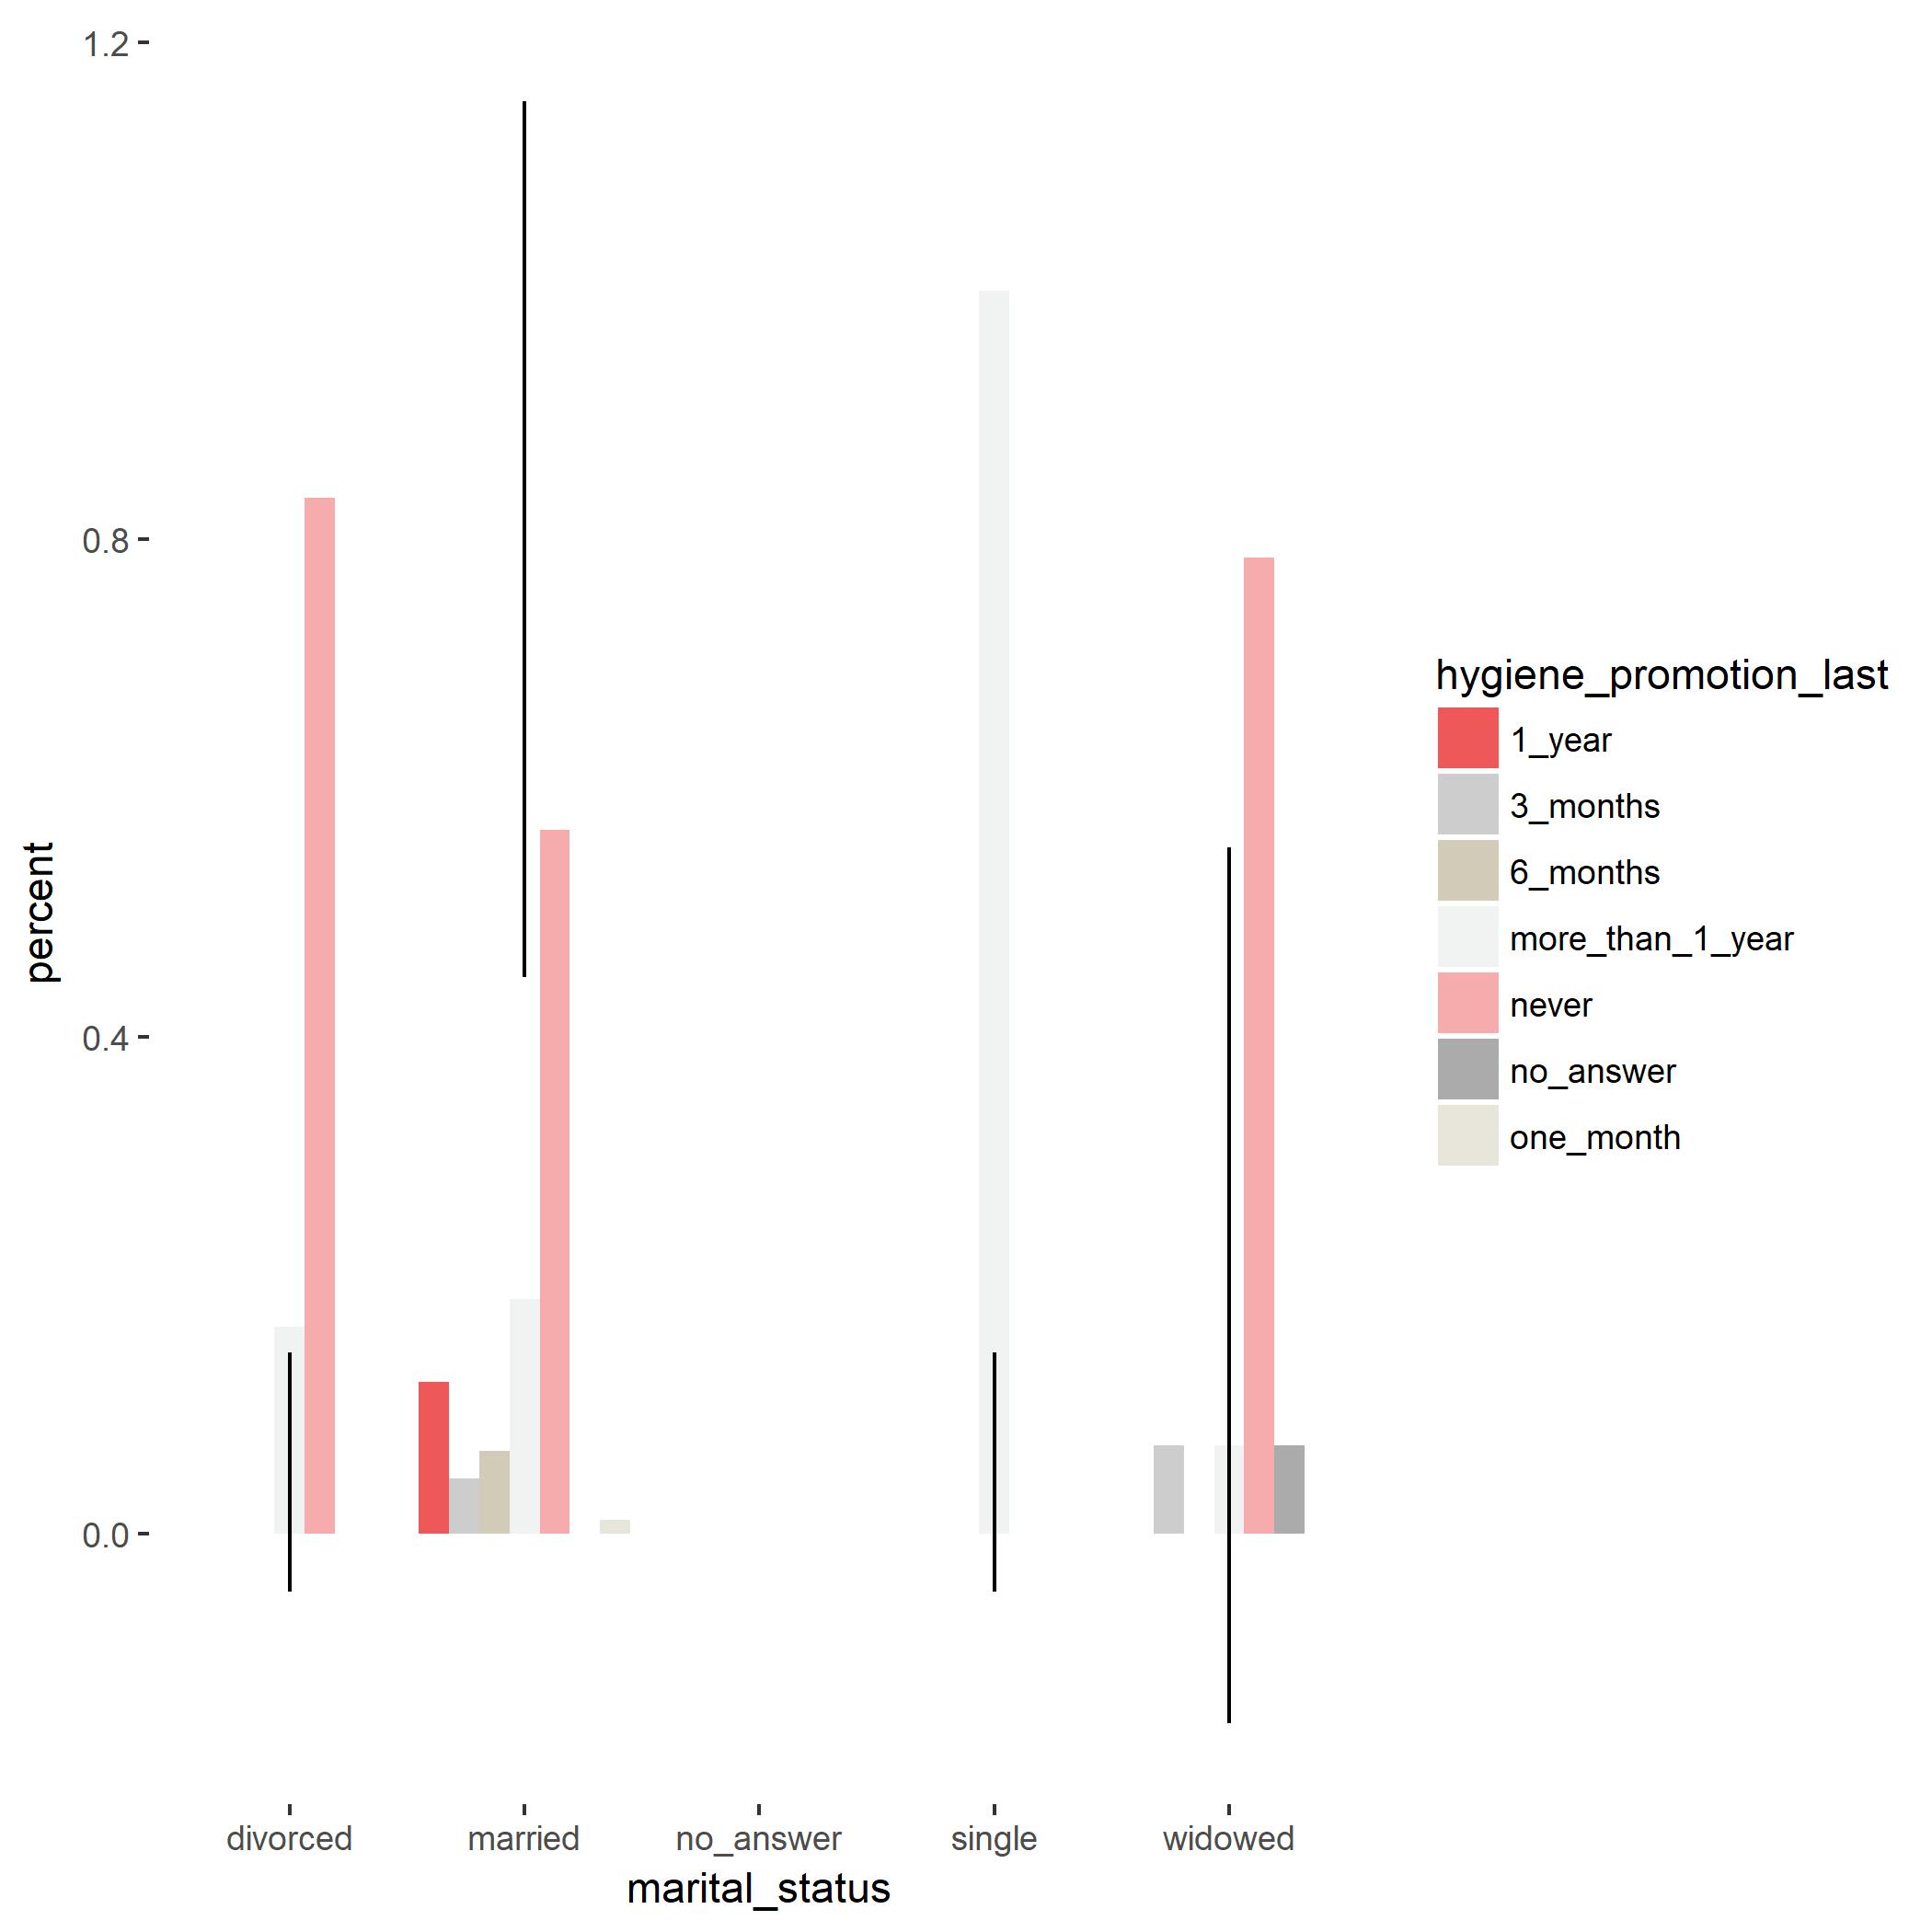 1.2
0.8
0.4
0.0
percent
divorced
married
no_answer
single
widowed
marital_status
hygiene_promotion_last
1_year
3_months
6_months
more_than_1_year
never
no_answer
one_month